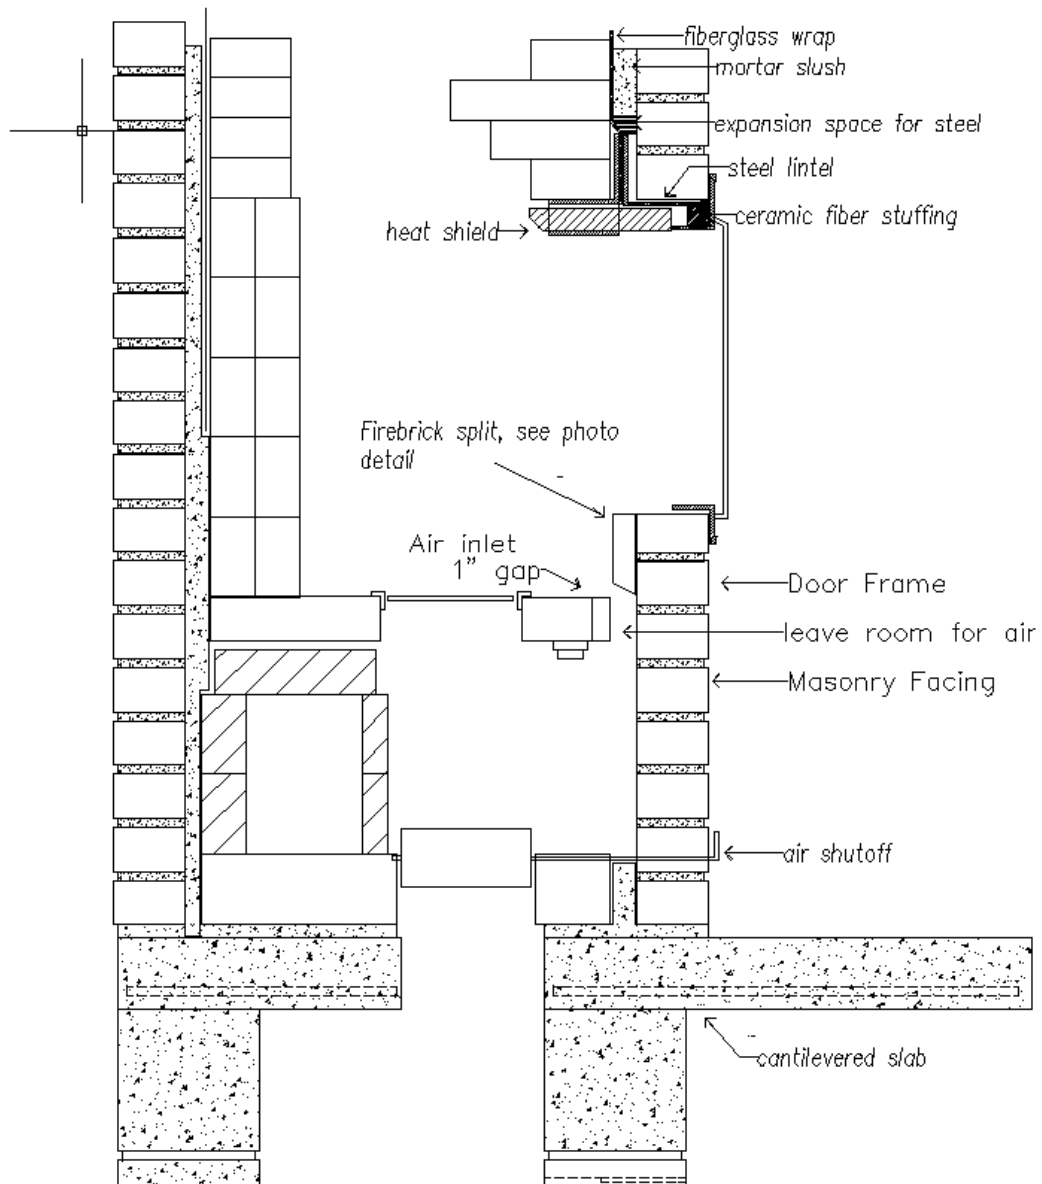 fiberglass wrap
mortar slush
expansion space for steel
steel lintel
ceramic fiber stuffing
heat shield
Firebrick split, see photo
detail
Air inlet
1" gap
Door Frame
leave room for air
Masonry Facing
air shutoff
cantilevered slab